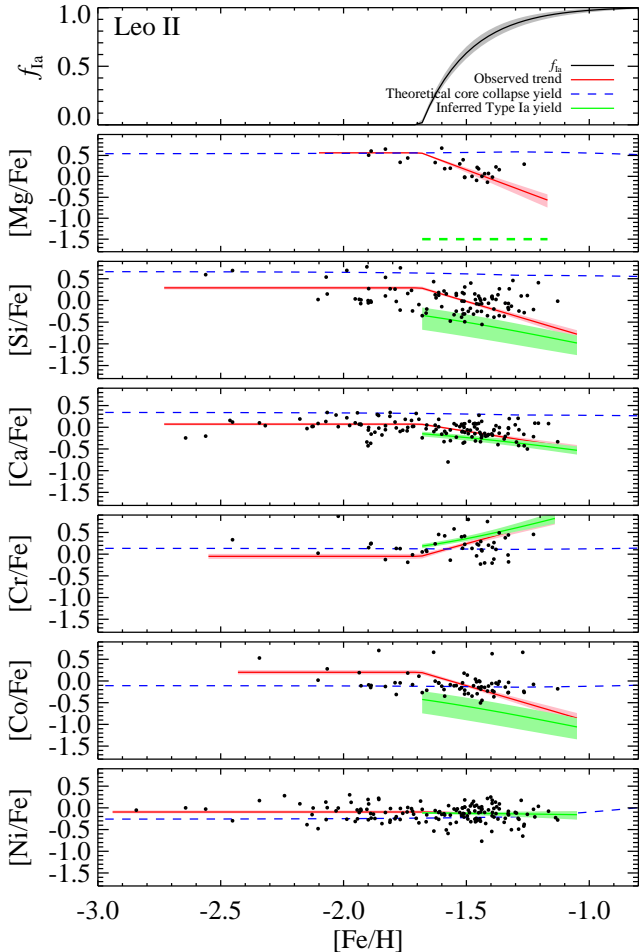 Leo II
1.0
0.5
0.0
f_Ia
f_Ia
Observed trend
Theoretical core collapse yield
Inferred Type Ia yield
0.5
0.0
-0.5
-1.0
-1.5
[Mg/Fe]
0.5
0.0
-0.5
-1.0
-1.5
[Si/Fe]
0.5
0.0
-0.5
-1.0
-1.5
[Ca/Fe]
0.5
0.0
-0.5
-1.0
-1.5
[Cr/Fe]
0.5
0.0
-0.5
-1.0
-1.5
[Co/Fe]
0.5
0.0
-0.5
-1.0
-1.5
[Ni/Fe]
-3.0 -2.5 -2.0 -1.5 -1.0
[Fe/H]